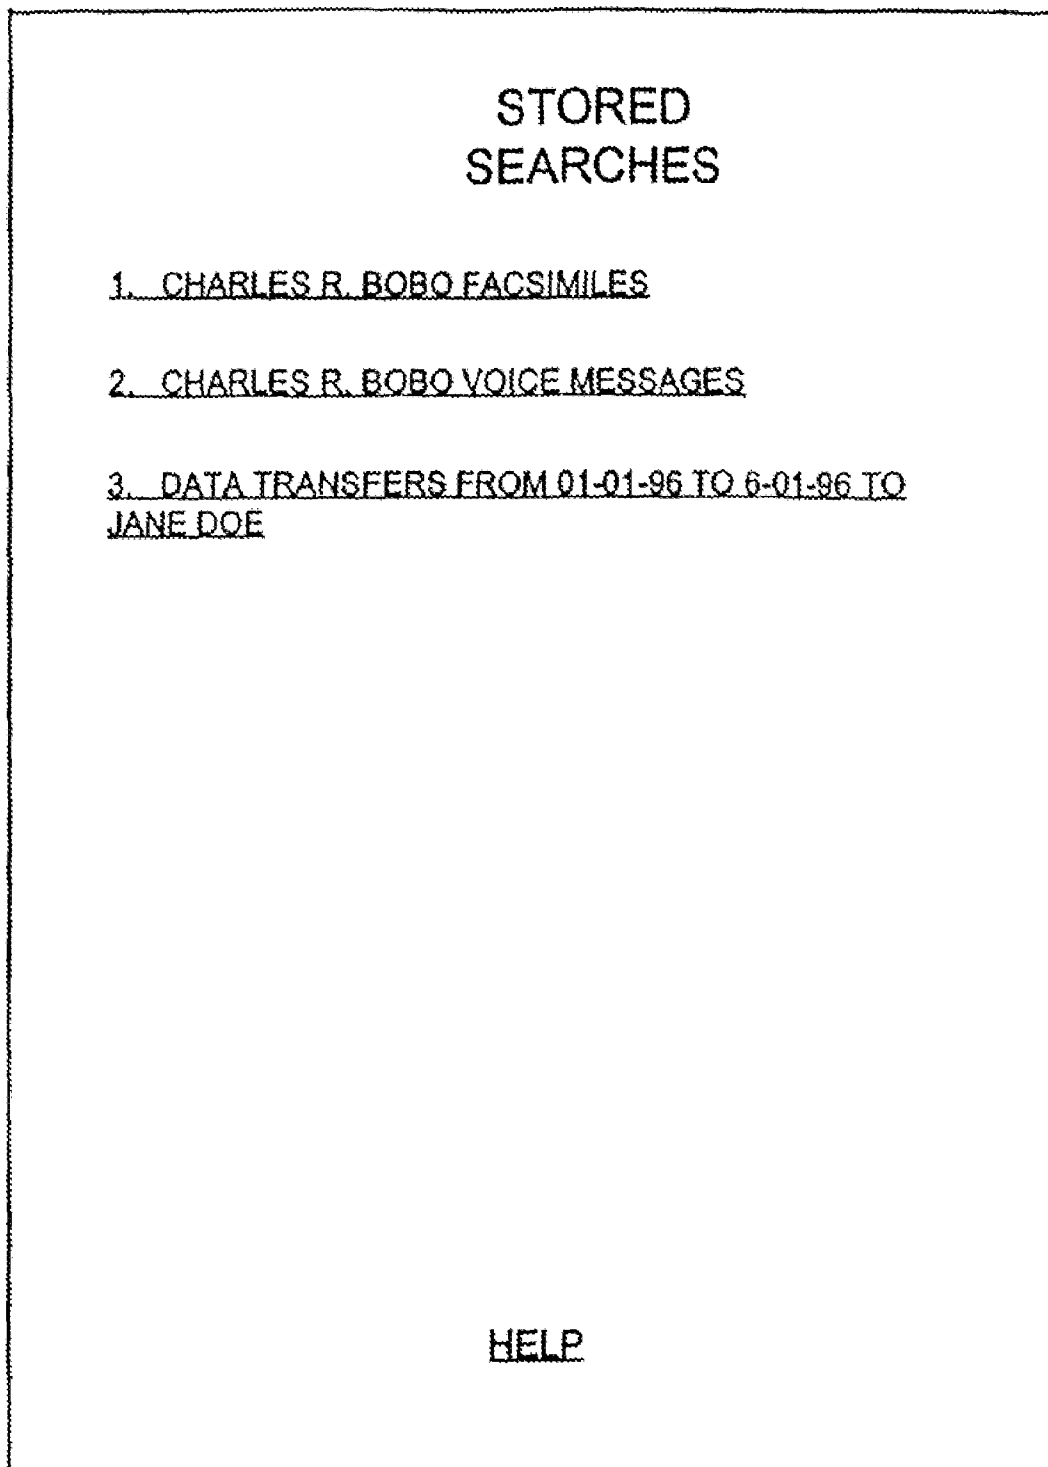 STORED
SEARCHES
1. CHARLES R. BOBO FACSIMILES
2. CHARLES R. BOBO VOICE MESSAGES
3. DATA TRANSFERS FROM 01-01-96 TO 6-01-96 TO
JANE DOE
HELP